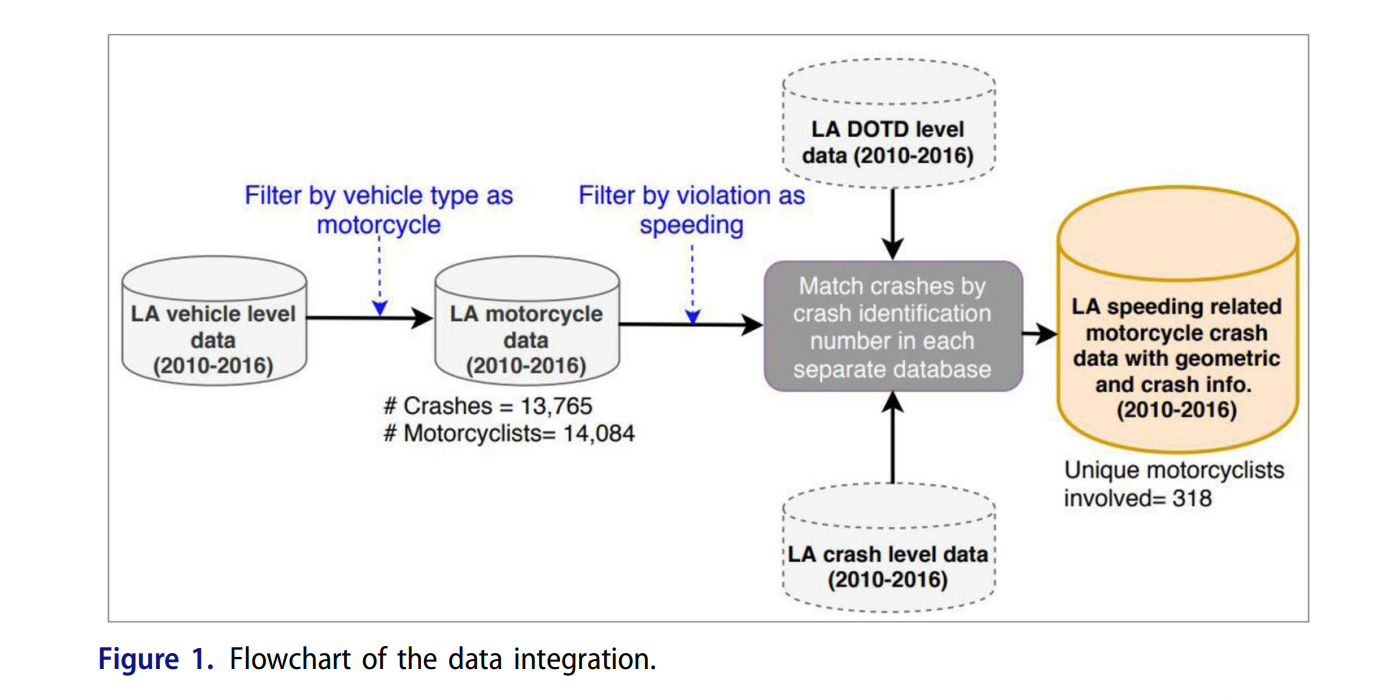 LA DOTD level
data (2010-2016)
Filter by vehicle type as
motorcycle
Filter by violation as
speeding
LA vehicle level
data
(2010-2016)
LA motorcycle
data
(2010-2016)
# Crashes = 13,765
# Motorcyclists= 14,084
Match crashes by
crash identification
number in each
separate database
LA speeding related
motorcycle crash
data with geometric
and crash info.
(2010-2016)
Unique motorcyclists
involved= 318
LA crash level data
(2010-2016)
Figure 1. Flowchart of the data integration.